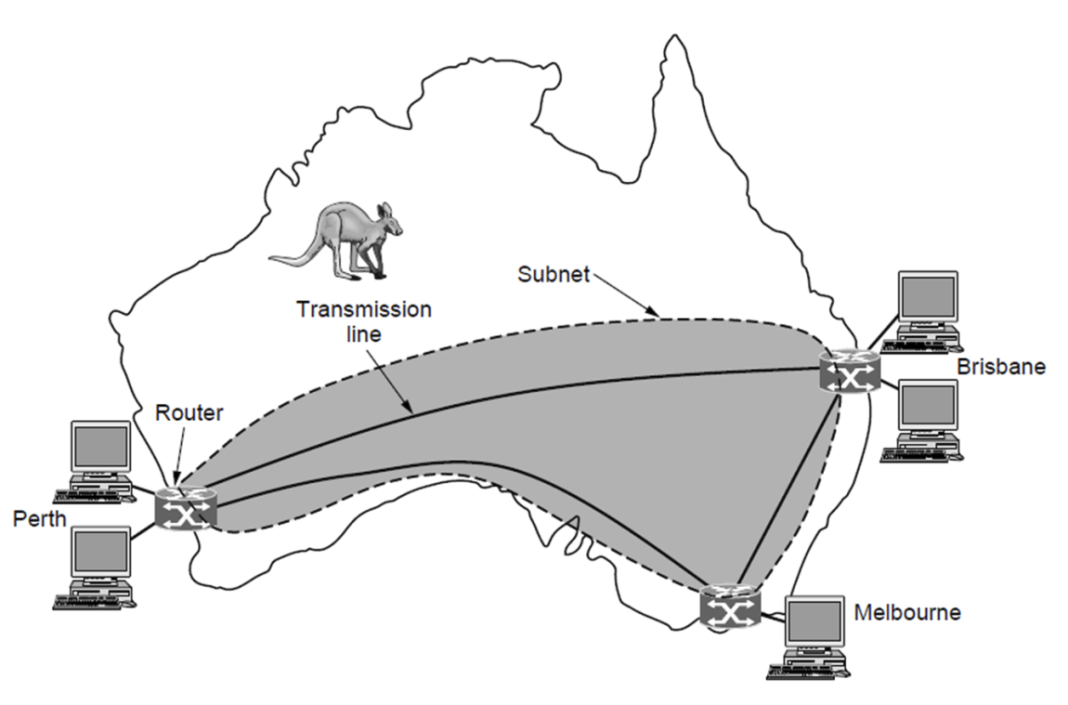 Subnet
Transmission
line
Brisbane
Router
Perth
Melbourne